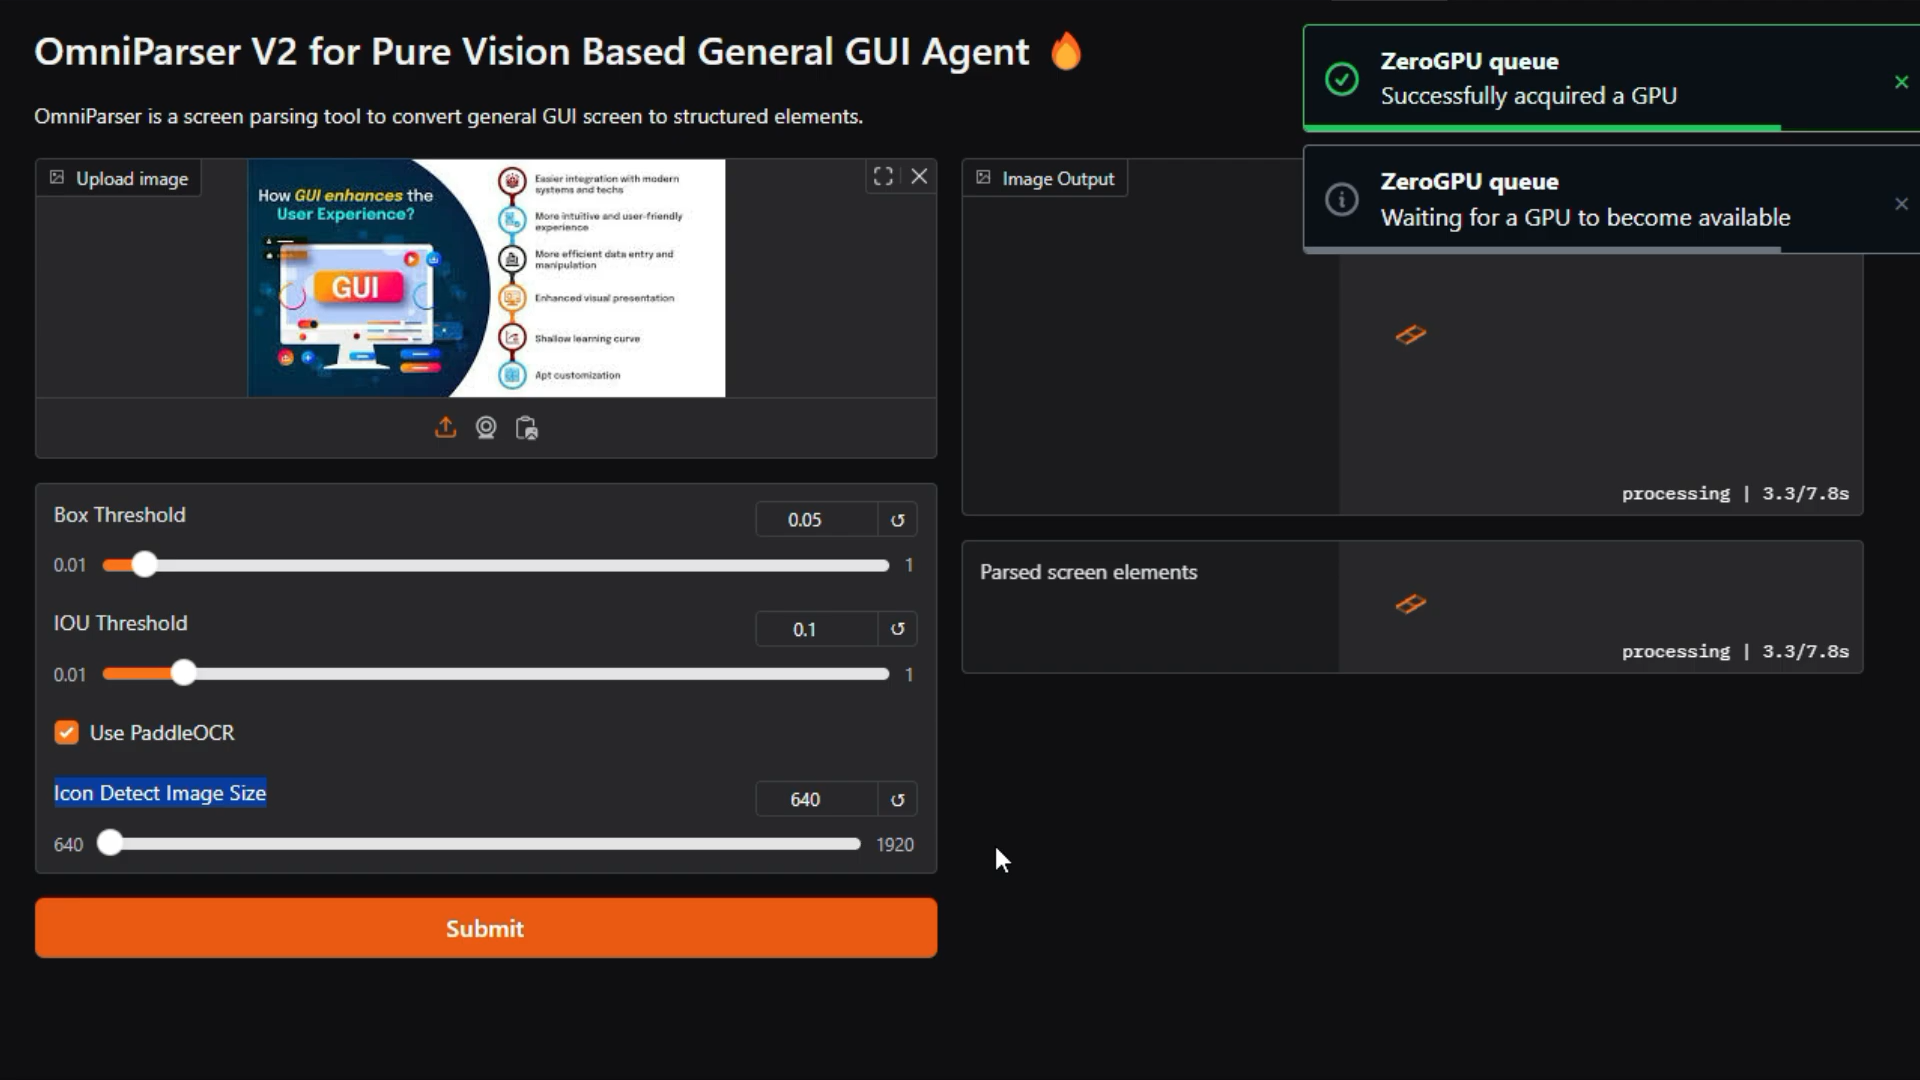 OmniParser V2 for Pure Vision Based General GUI Agent 🔥
OmniParser is a screen parsing tool to convert general GUI screen to structured elements.
ZeroGPU queue
Successfully acquired a GPU
ZeroGPU queue
Waiting for a GPU to become available
Upload image
How GUI enhances the
User Experience?
GUI
Easier integration with modern
systems and techs
More intuitive and user-friendly
experience
More efficient data entry and
manipulation
Enhanced visual presentation
Shallow learning curve
Apt customization
Image Output
processing | 3.3/7.8s
Parsed screen elements
processing | 3.3/7.8s
Box Threshold
0.05
0.01
1
IOU Threshold
0.1
0.01
1
Use PaddleOCR
Icon Detect Image Size
640
640
1920
Submit